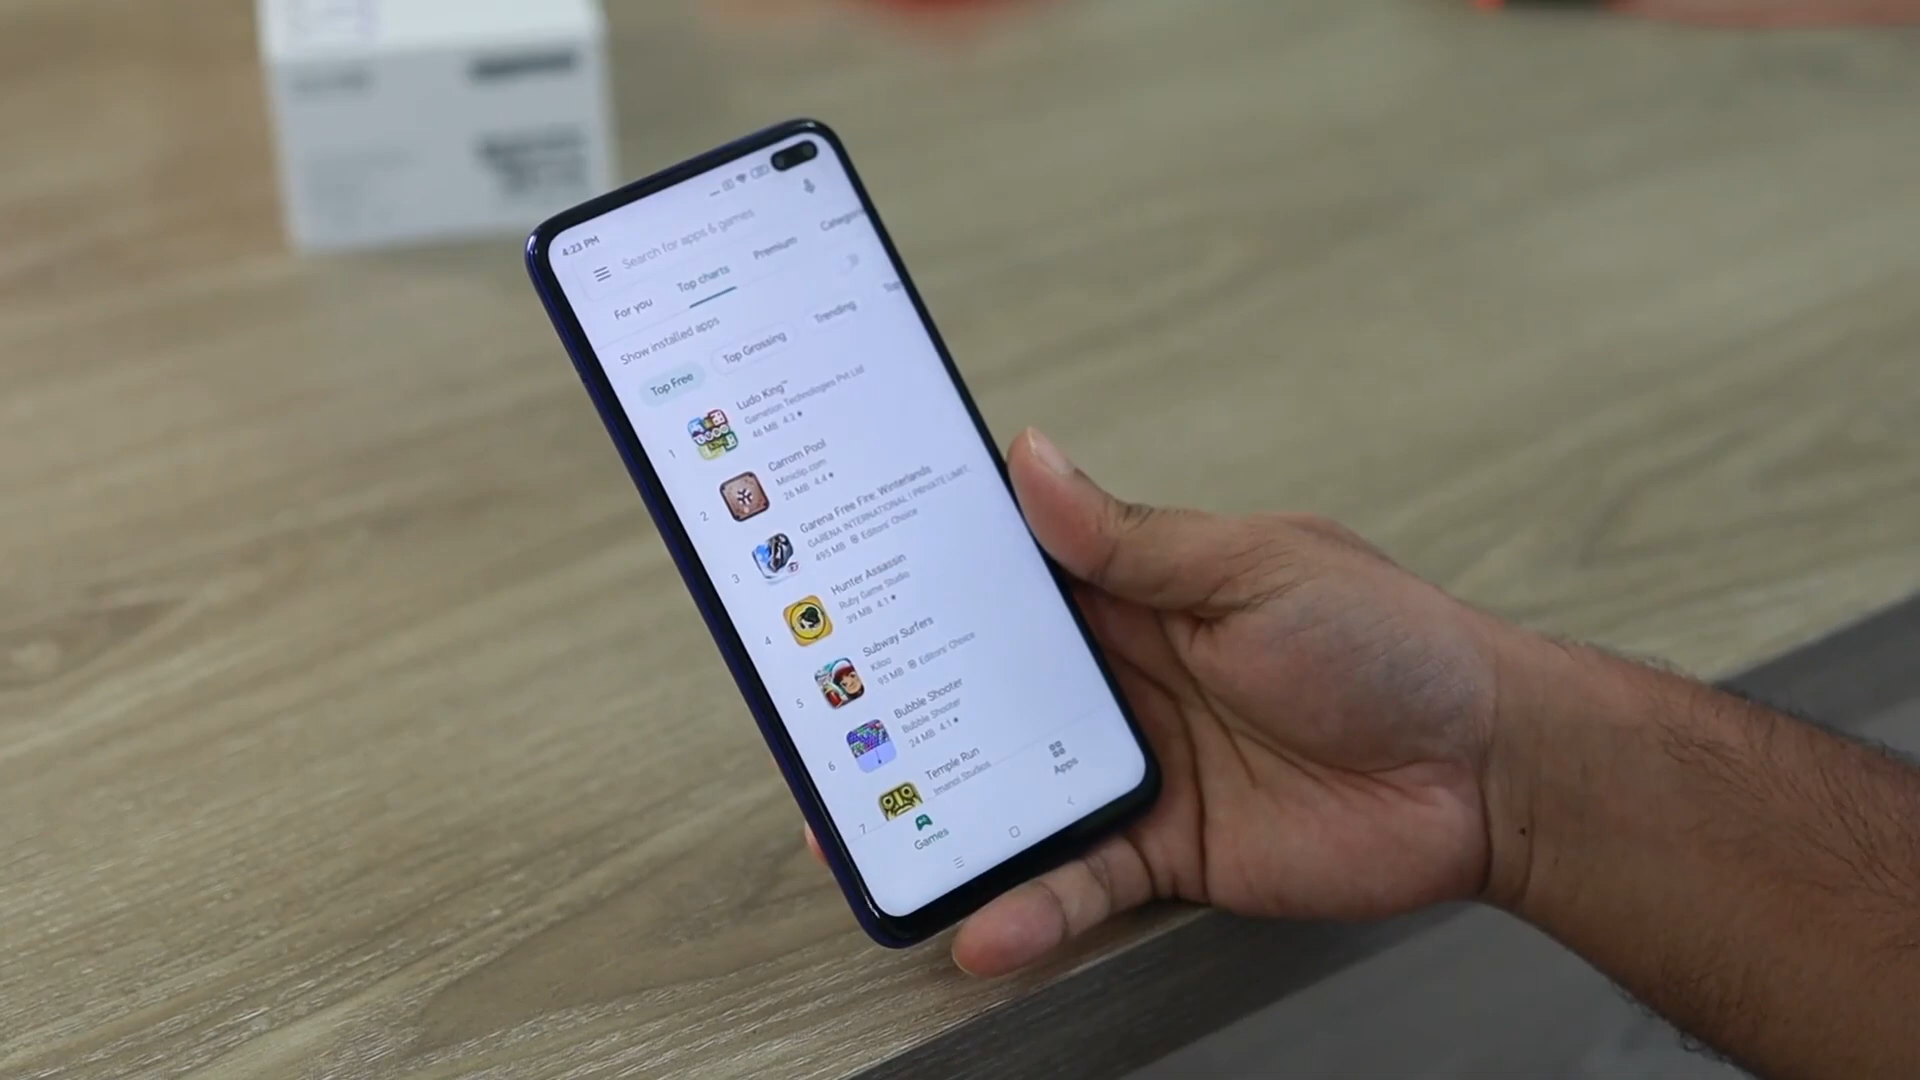 4:23 PM
Search for apps & games
For you
Top charts
Premium
Categories
Show installed apps
Top Free
Top Grossing
Trending
Top
1
Ludo King™
Gametion Technologies Pvt Ltd
46 MB 4.2
2
Carrom Pool
Miniclip.com
26 MB 4.4
3
Garena Free Fire: Winterlands
GARENA INTERNATIONAL I PRIVATE LIMIT...
495 MB Editors' Choice
4
Hunter Assassin
Ruby Game Studio
39 MB 4.1
5
Subway Surfers
Kiloo
95 MB Editors' Choice
6
Bubble Shooter
Bubble Shooter
24 MB 4.1
7
Temple Run
Imangi Studios
Games
Apps